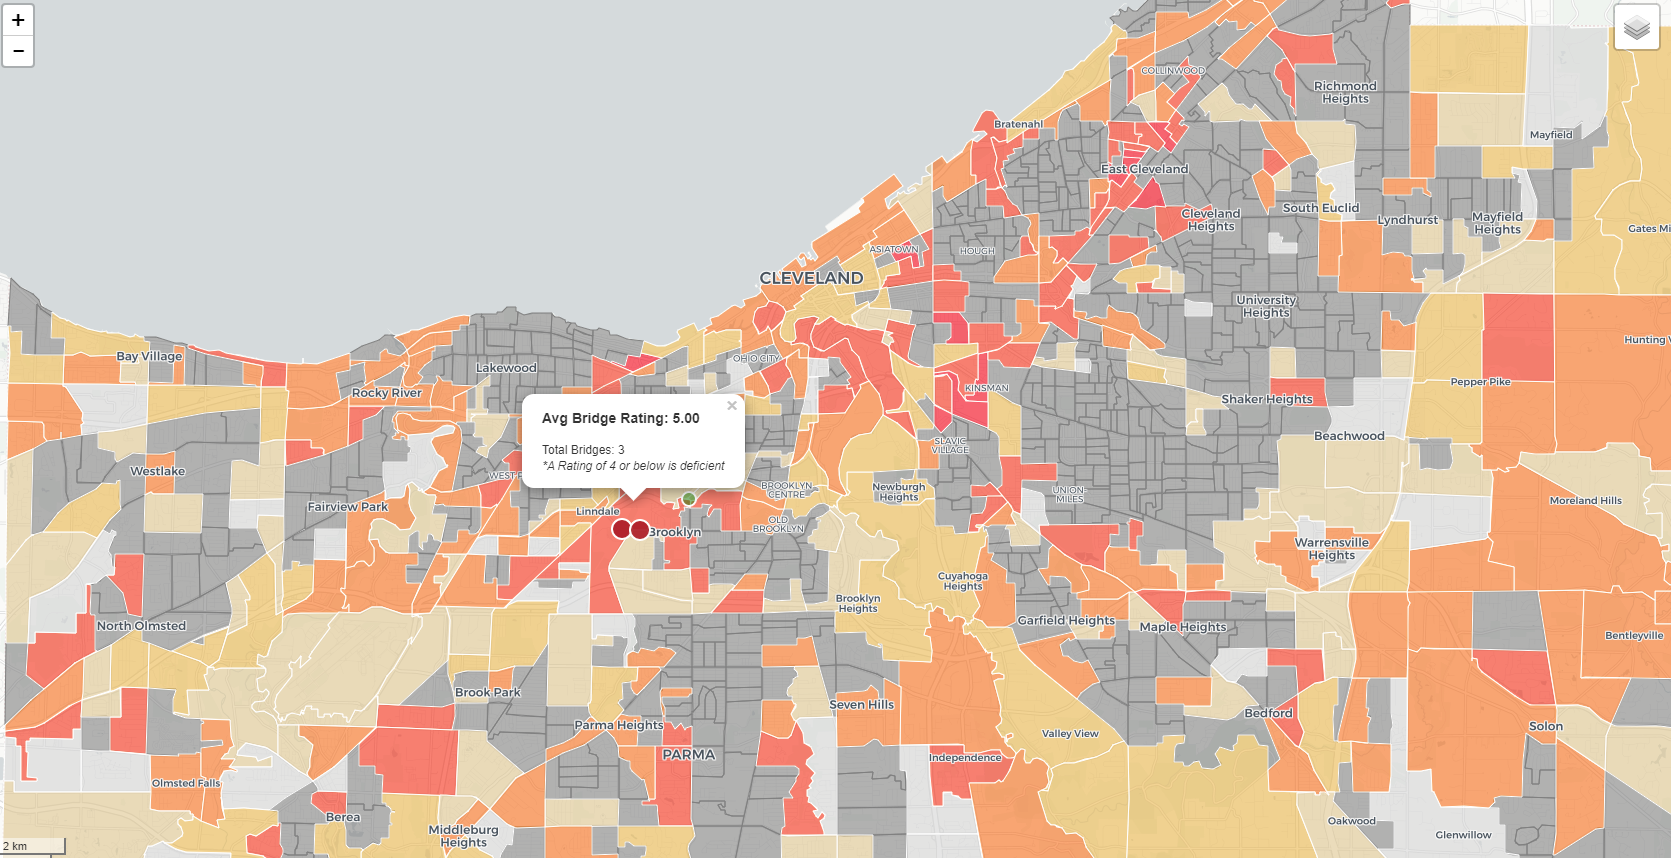 +
−
COLLINWOOD
Richmond
Heights
Bratenahl
Mayfield
East Cleveland
South Euclid
Cleveland
Heights
Lyndhurst
Mayfield
Heights
Gates Mi
ASIATOWN
HOUGH
CLEVELAND
University
Heights
Bay Village
OHIO CITY
Hunting V
Lakewood
Rocky River
KINSMAN
Pepper Pike
Shaker Heights
×
Avg Bridge Rating: 5.00
Total Bridges: 3
*A Rating of 4 or below is deficient
Beachwood
SLAVIC
VILLAGE
Westlake
WEST
BROOKLYN
CENTRE
Newburgh
Heights
UNION-
MILES
Moreland Hills
Fairview Park
Linndale
OLD
BROOKLYN
Brooklyn
Warrensville
Heights
Cuyahoga
Heights
Brooklyn
Heights
North Olmsted
Garfield Heights
Maple Heights
Bentleyville
Brook Park
Seven Hills
Bedford
Parma Heights
Valley View
Solon
PARMA
Independence
Olmsted Falls
Berea
Oakwood
Middleburg
Heights
Glenwillow
2 km